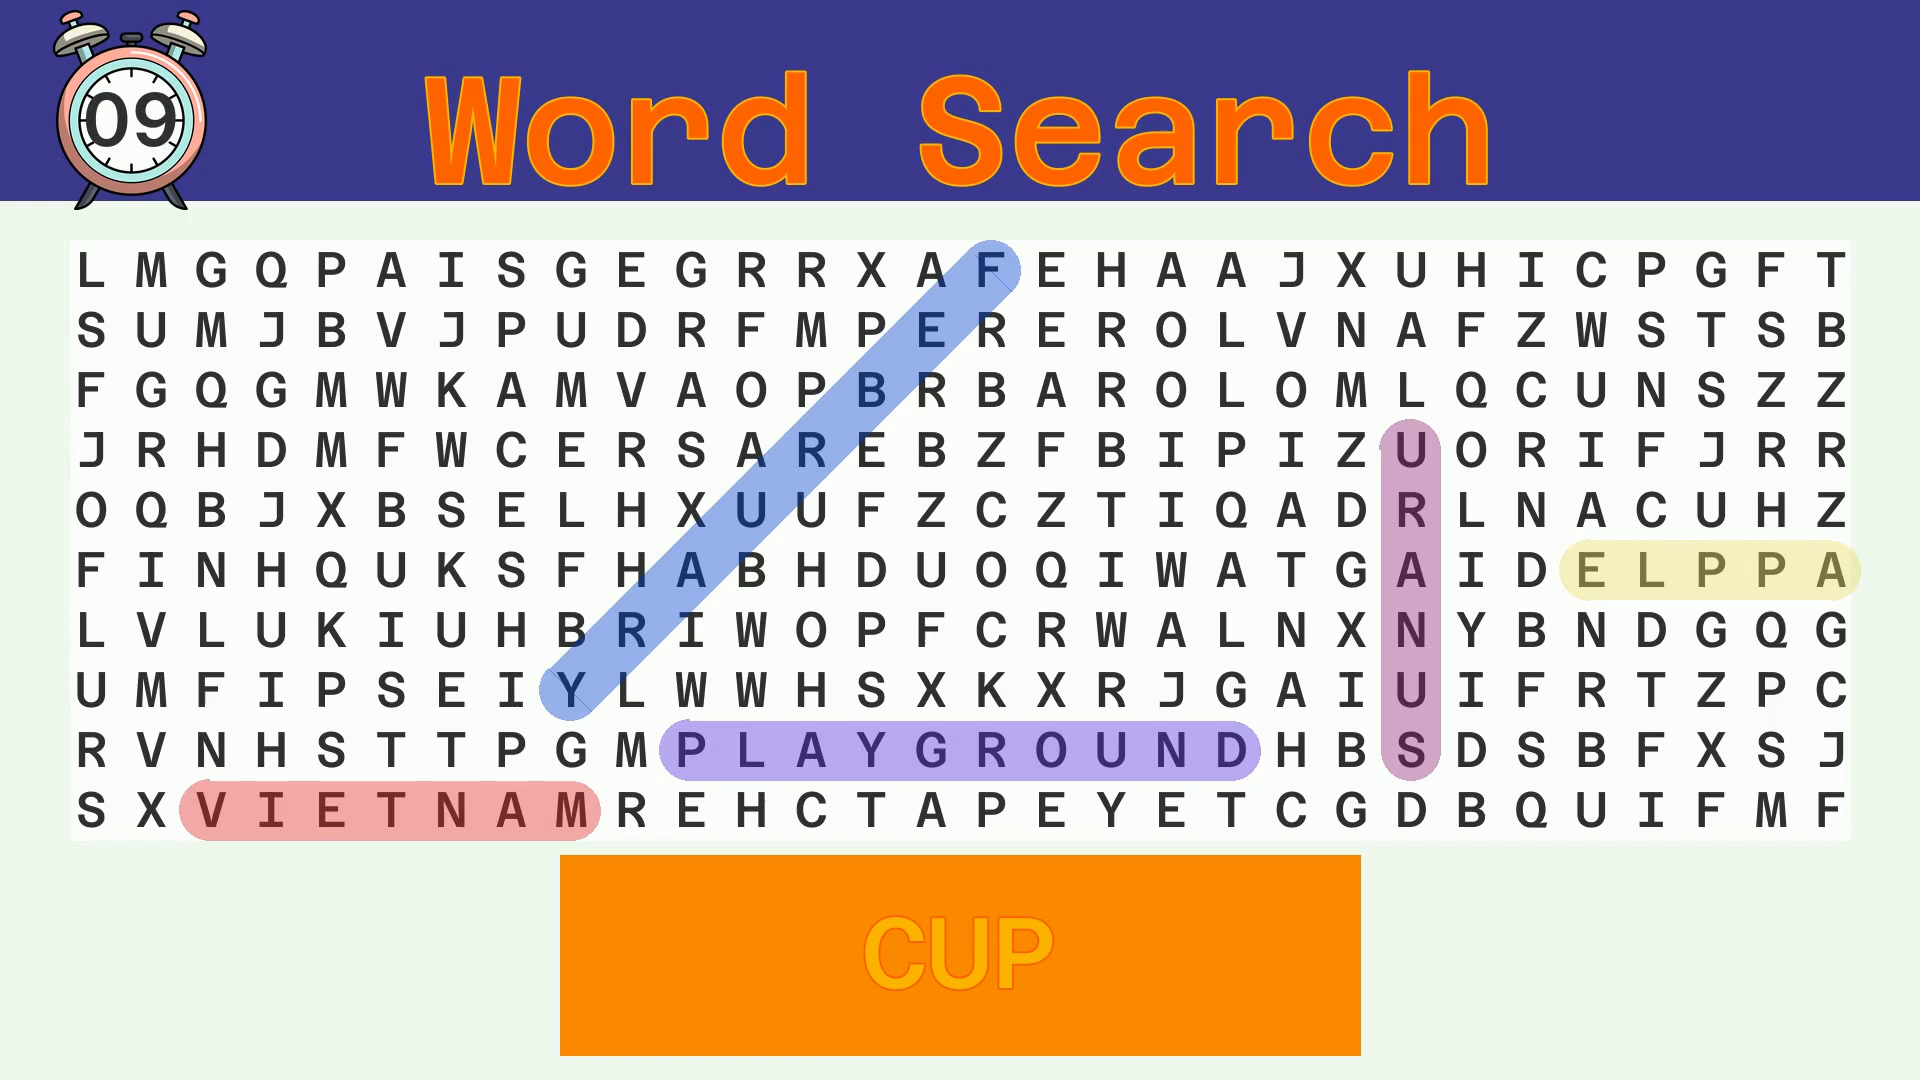 09
Word Search
L M G Q P A I S G E G R R X A F E H A A J X U H I C P G F T
S U M J B V J P U D R F M P E R E R O L V N A F Z W S T S B
F G Q G M W K A M V A O P B R B A R O L O M L Q C U N S Z Z
J R H D M F W C E R S A R E B Z F B I P I Z U O R I F J R R
O Q B J X B S E L H X U U F Z C Z T I Q A D R L N A C U H Z
F I N H Q U K S F H A B H D U O Q I W A T G A I D E L P P A
L V L U K I U H B R I W O P F C R W A L N X N Y B N D G Q G
U M F I P S E I Y L W W H S X K X R J G A I U I F R T Z P C
R V N H S T T P G M P L A Y G R O U N D H B S D S B F X S J
S X V I E T N A M R E H C T A P E Y E T C G D B Q U I F M F
CUP